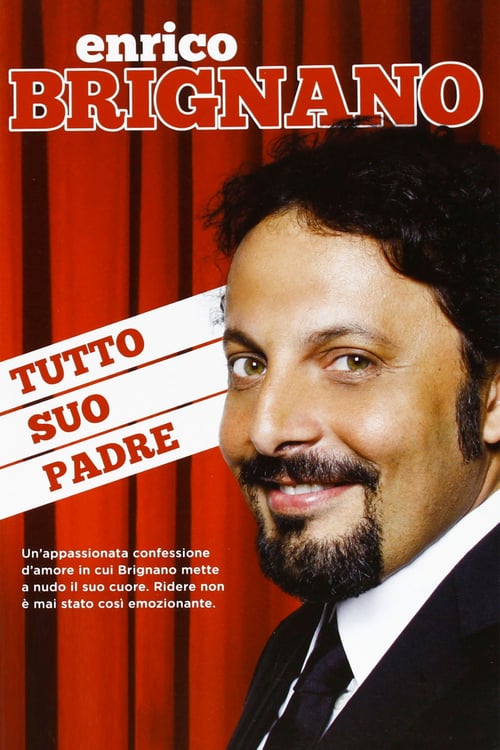 enrico
BRIGNANO
TUTTO
SUO
PADRE
Un'appassionata confessione
d'amore in cui Brignano mette
a nudo il suo cuore. Ridere non
è mai stato così emozionante.